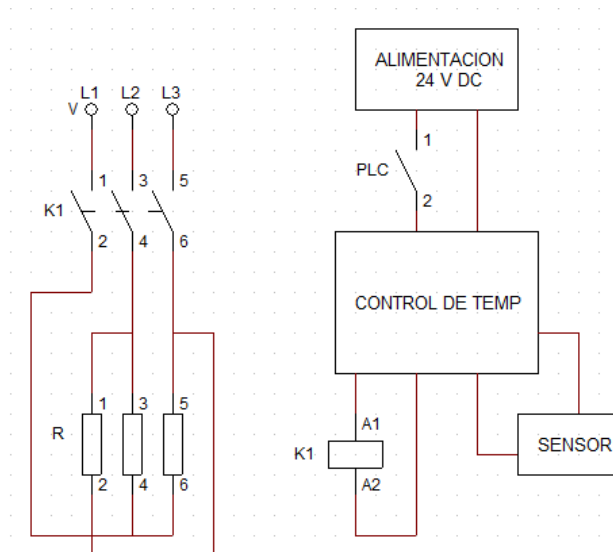 L1 L2 L3
V
1 3 5
K1
2 4 6
1 3 5
R
2 4 6
ALIMENTACION
24 V DC
1
PLC
2
CONTROL DE TEMP
A1
K1
A2
SENSOR